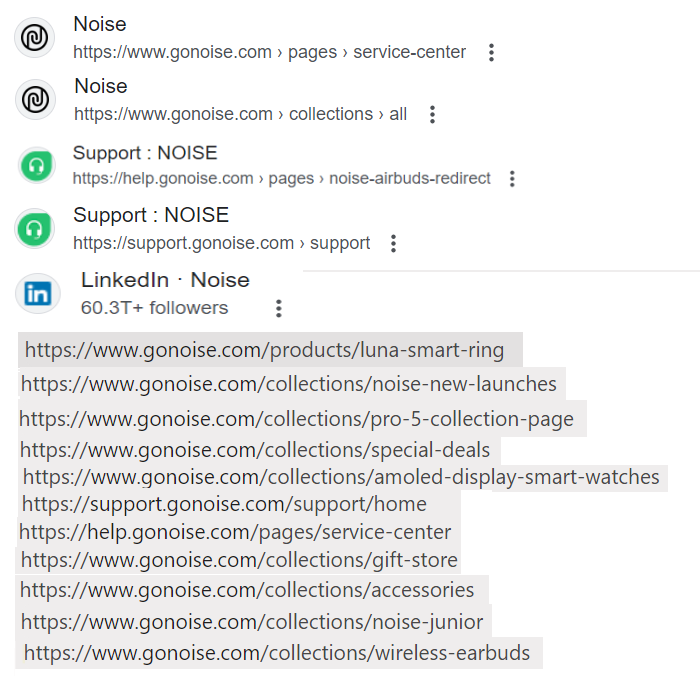 Noise
https://www.gonoise.com › pages › service-center
Noise
https://www.gonoise.com › collections › all
Support : NOISE
https://help.gonoise.com › pages › noise-airbuds-redirect
Support : NOISE
https://support.gonoise.com › support
LinkedIn · Noise
60.3T+ followers
https://www.gonoise.com/products/luna-smart-ring
https://www.gonoise.com/collections/noise-new-launches
https://www.gonoise.com/collections/pro-5-collection-page
https://www.gonoise.com/collections/special-deals
https://www.gonoise.com/collections/amoled-display-smart-watches
https://support.gonoise.com/support/home
https://help.gonoise.com/pages/service-center
https://www.gonoise.com/collections/gift-store
https://www.gonoise.com/collections/accessories
https://www.gonoise.com/collections/noise-junior
https://www.gonoise.com/collections/wireless-earbuds